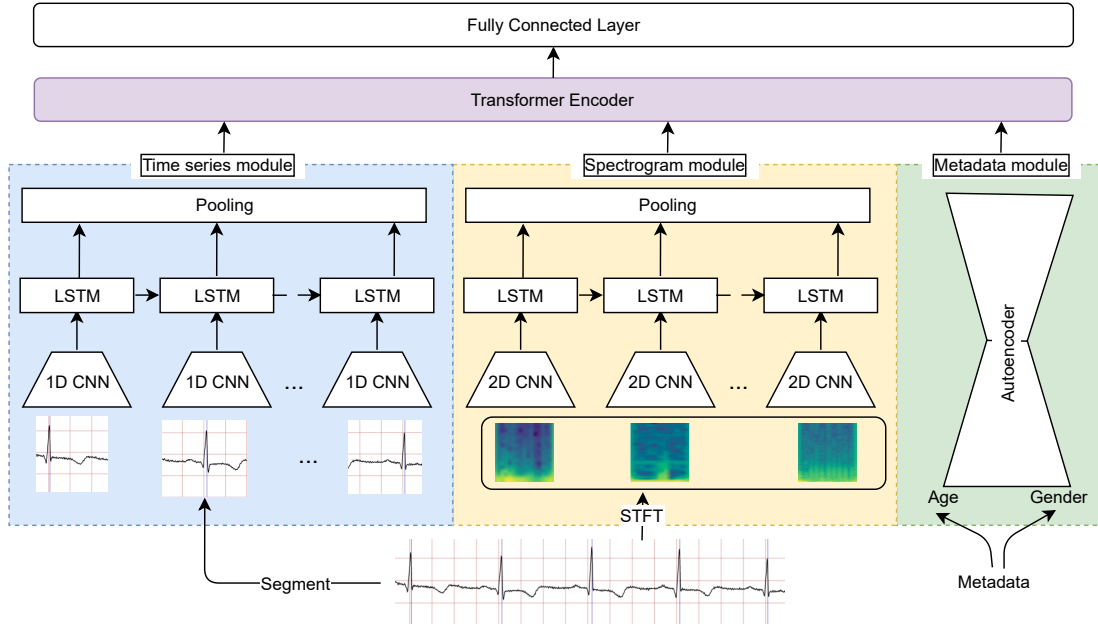 Fully Connected Layer
Transformer Encoder
Time series module
Spectrogram module
Metadata module
Pooling
Pooling
LSTM
LSTM
LSTM
LSTM
LSTM
LSTM
1D CNN
1D CNN
...
1D CNN
2D CNN
2D CNN
...
2D CNN
Autoencoder
...
Age
Gender
STFT
Segment
Metadata